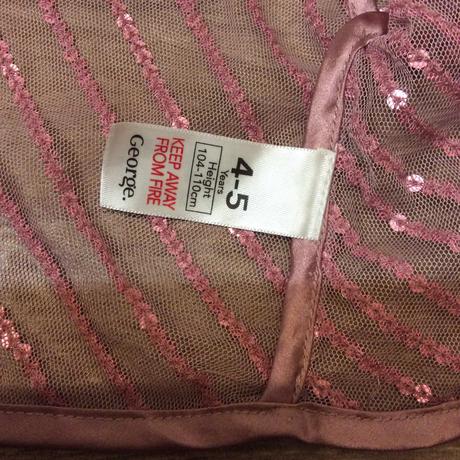 4-5
Years
Height
104-110cm
KEEP AWAY
FROM FIRE
George.